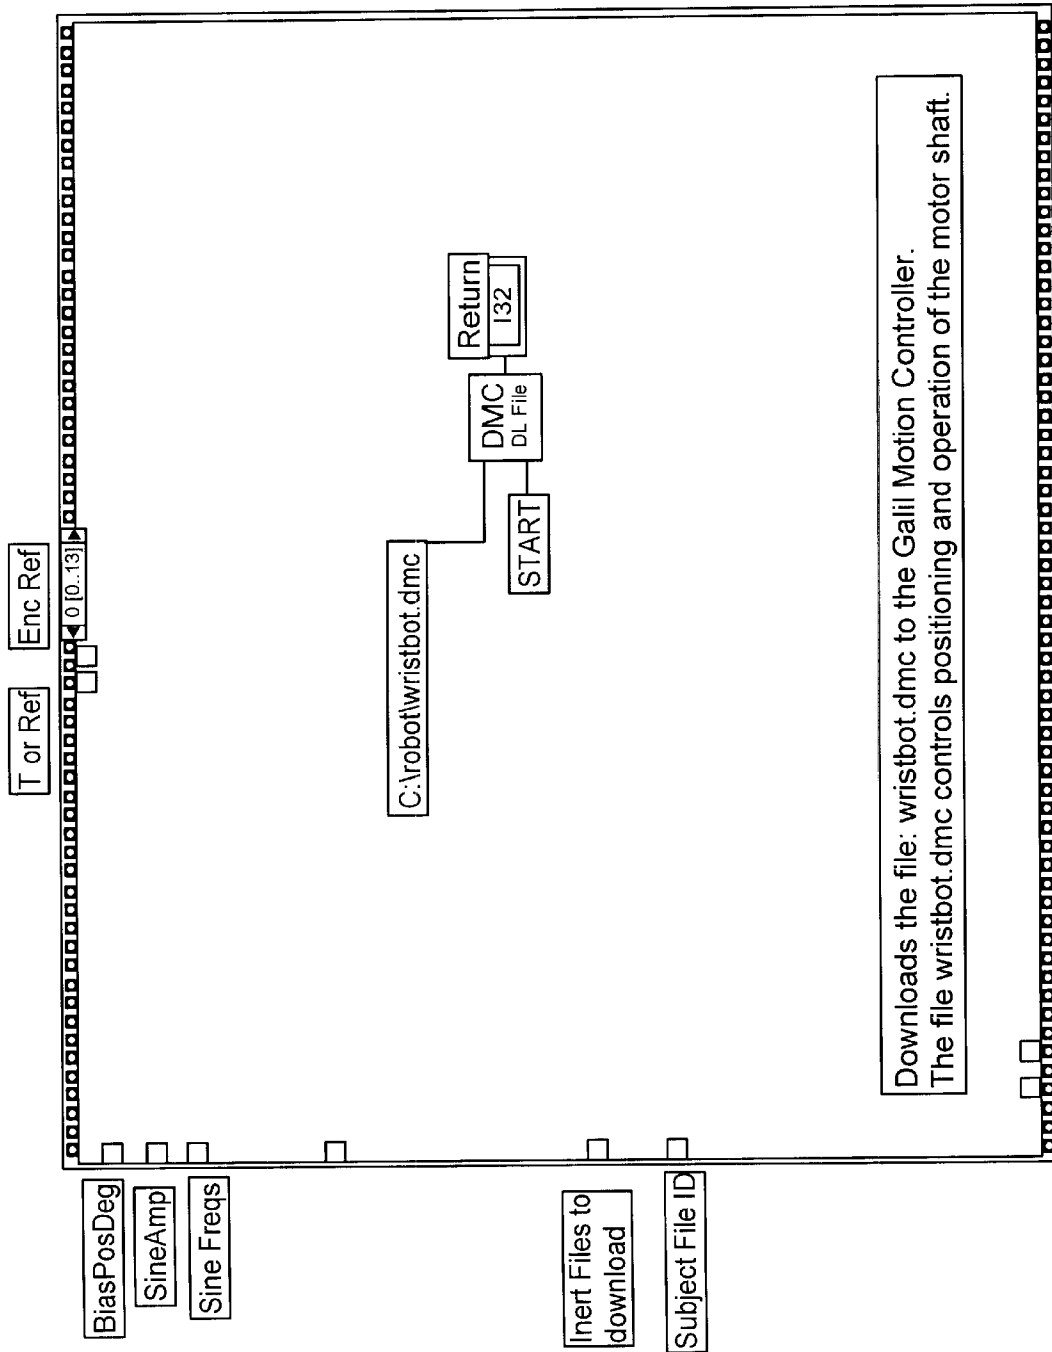 T or Ref
Enc Ref
0 [0..13]
BiasPosDeg
SineAmp
Sine Freqs
C:\robot\wristbot.dmc
Return
I32
DMC
DL File
START
Inert Files to
download
Subject File ID
Downloads the file: wristbot.dmc to the Galil Motion Controller.
The file wristbot.dmc controls positioning and operation of the motor shaft.